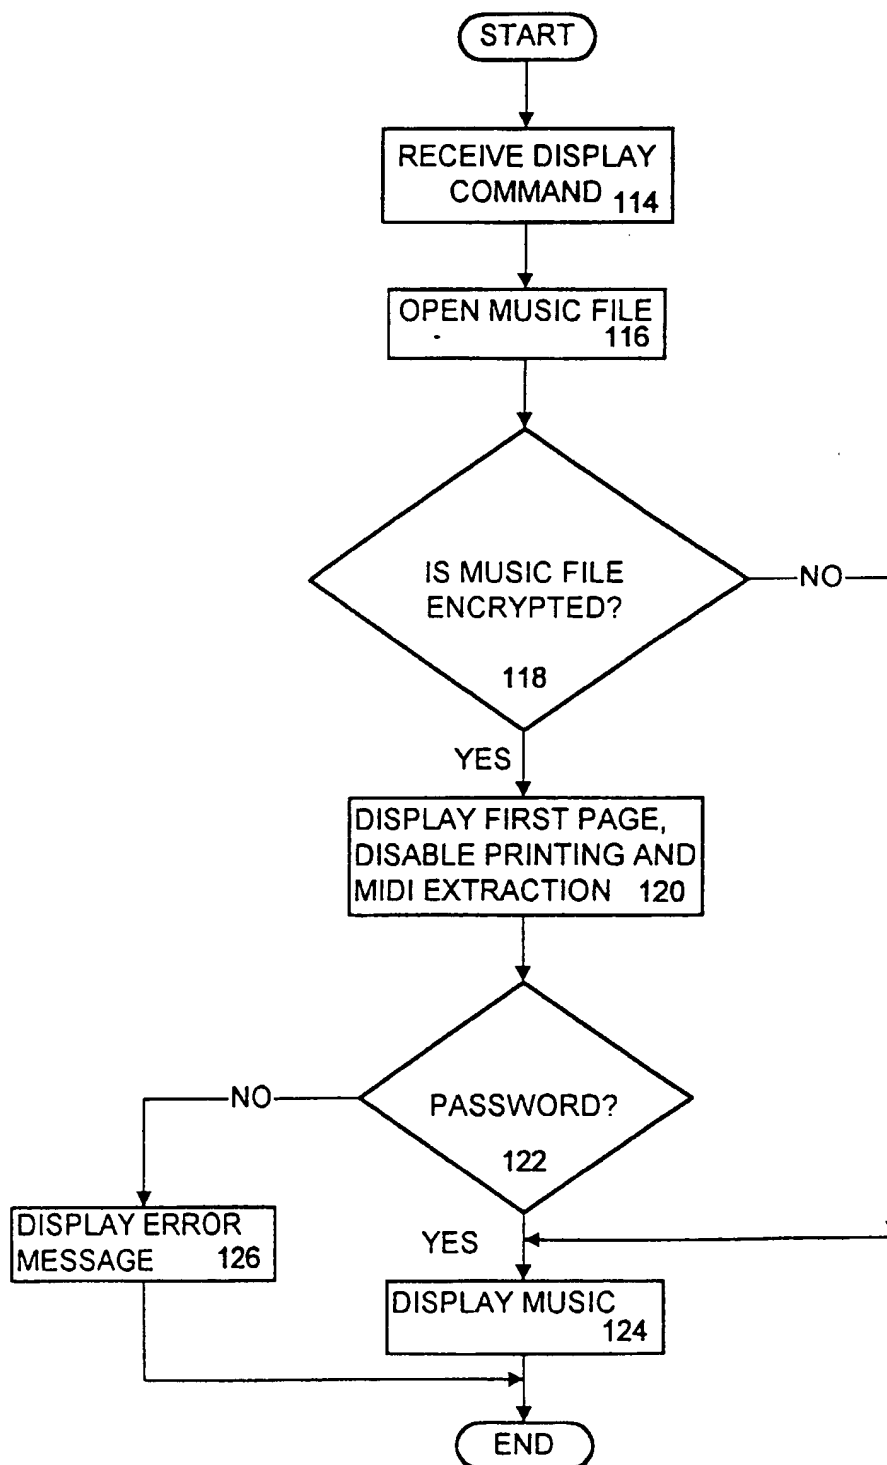 START
RECEIVE DISPLAY
COMMAND 114
OPEN MUSIC FILE
116
IS MUSIC FILE
ENCRYPTED?
118
NO
YES
DISPLAY FIRST PAGE,
DISABLE PRINTING AND
MIDI EXTRACTION 120
PASSWORD?
122
NO
YES
DISPLAY ERROR
MESSAGE 126
DISPLAY MUSIC
124
END